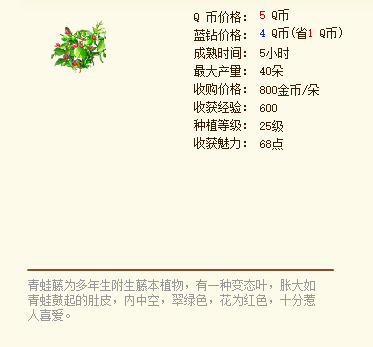 Q 币价格： 5 Q币
蓝钻价格： 4 Q币(省1 Q币)
成熟时间： 5小时
最大产量： 40朵
收购价格： 800金币/朵
收获经验： 600
种植等级： 25级
收获魅力： 68点
青蛙藤为多年生附生藤本植物，有一种变态叶，胀大如
青蛙鼓起的肚皮，内中空，翠绿色，花为红色，十分惹
人喜爱。